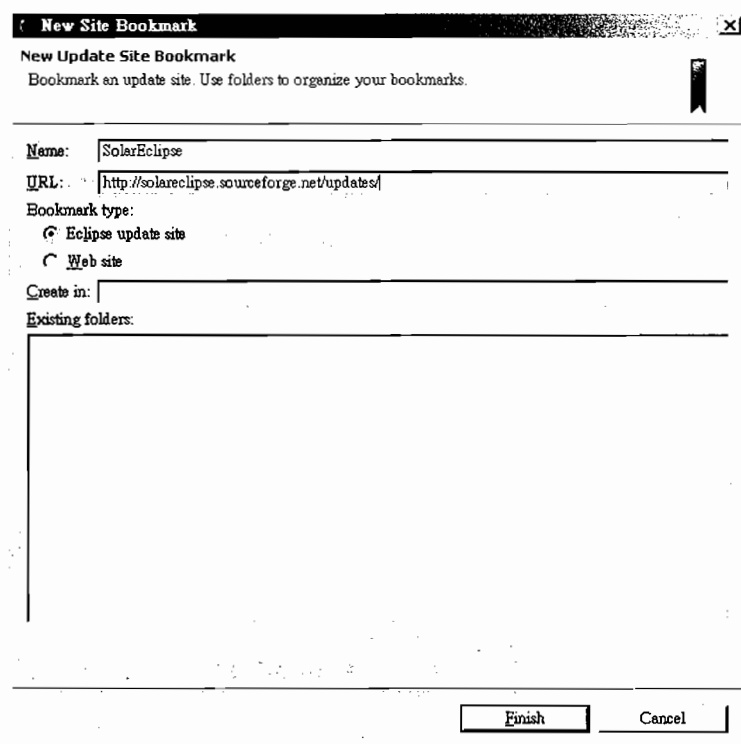 New Site Bookmark
New Update Site Bookmark
Bookmark an update site. Use folders to organize your bookmarks.
Name: SolarEclipse
URL: http://solareclipse.sourceforge.net/updates/
Bookmark type:
Eclipse update site
Web site
Create in:
Existing folders:
Finish Cancel